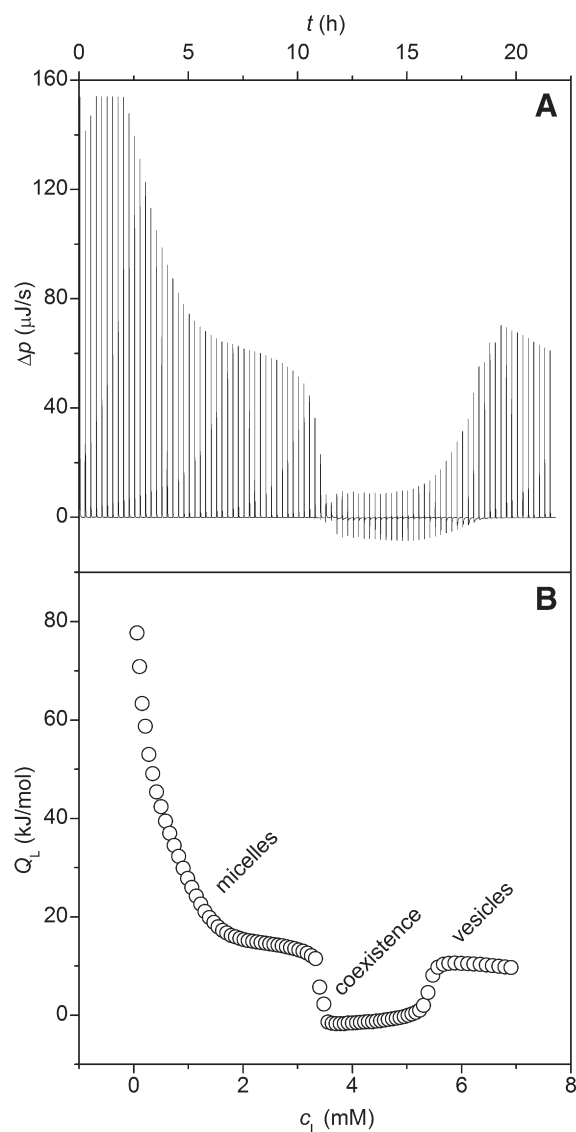 t (h)
0 5 10 15 20
A
160
120
80
40
0
Δp (μJ/s)
B
80
60
40
20
0
Q_L (kJ/mol)
micelles
coexistence
vesicles
0 2 4 6 8
c_L (mM)